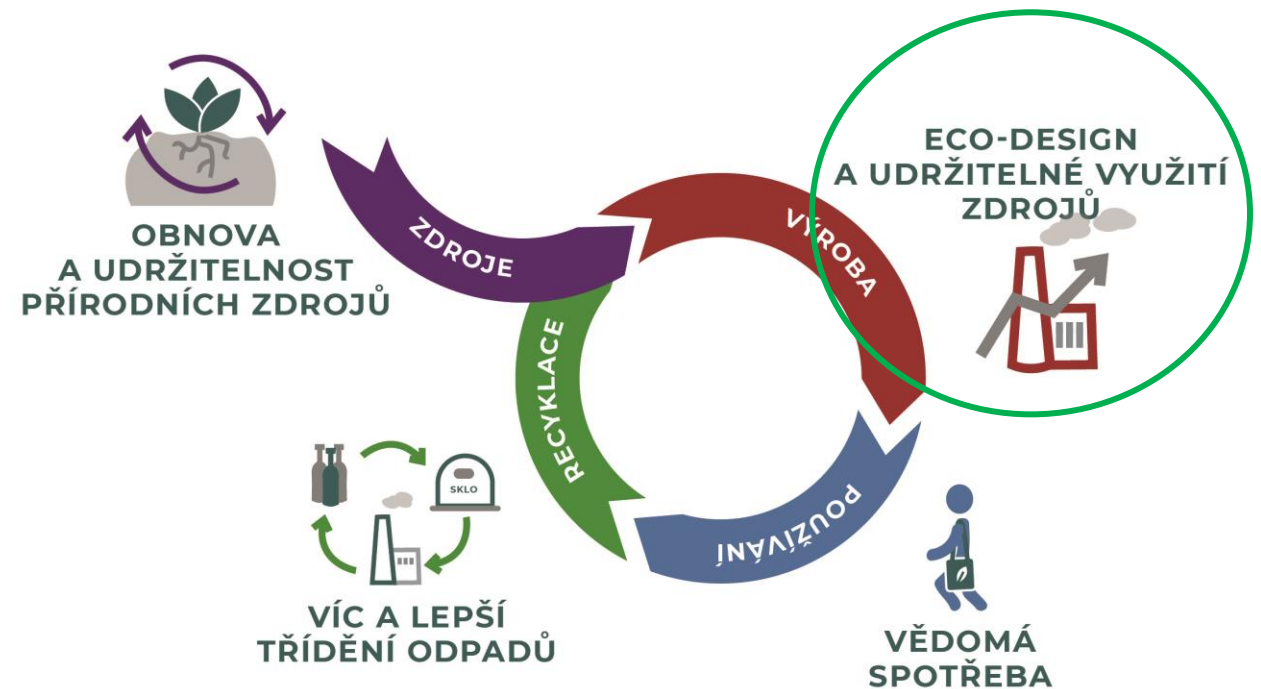 OBNOVA
A UDRŽITELNOST
PŘÍRODNÍCH ZDROJŮ
ZDROJE
VÝROBA
ECO-DESIGN
A UDRŽITELNÉ VYUŽITÍ
ZDROJŮ
RECYKLACE
POUŽÍVÁNÍ
SKLO
VÍC A LEPŠÍ
TŘÍDĚNÍ ODPADŮ
VĚDOMÁ
SPOTŘEBA